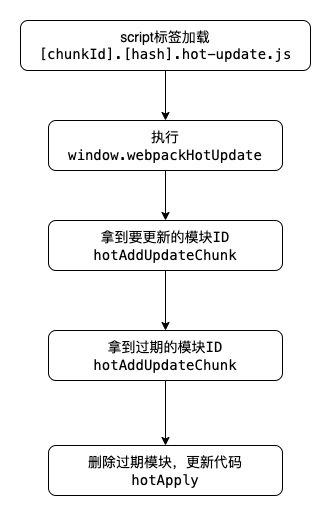 script标签加载
[chunkId].[hash].hot-update.js
执行
window.webpackHotUpdate
拿到要更新的模块ID
hotAddUpdateChunk
拿到过期的模块ID
hotAddUpdateChunk
删除过期模块，更新代码
hotApply